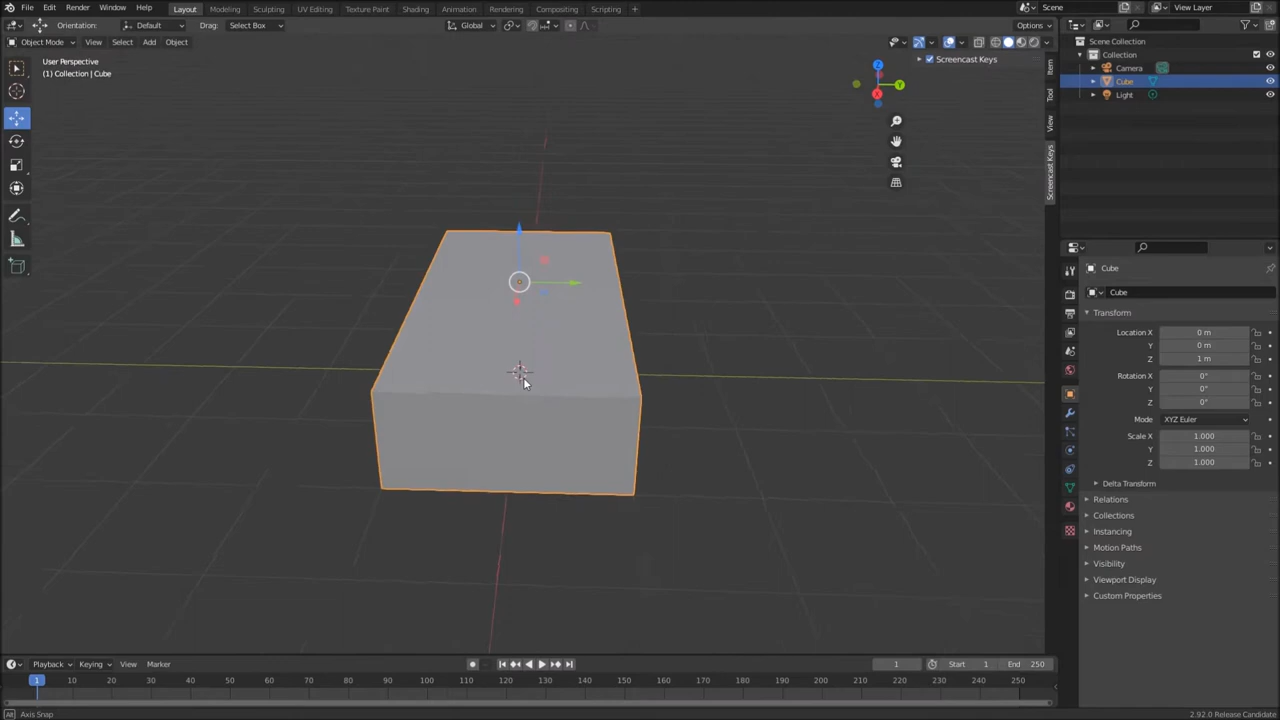 File Edit Render Window Help Layout Modeling Sculpting UV Editing Texture Paint Shading Animation Rendering Compositing Scripting + Scene View Layer
Orientation: Default Drag: Select Box Global Options
Object Mode View Select Add Object
User Perspective
(1) Collection | Cube
Screencast Keys
Z
Y
X
Item
Tool
View
Screencast Keys
Scene Collection
Collection
Camera
Cube
Light
Cube
Cube
Transform
Location X 0 m
Y 0 m
Z 1 m
Rotation X 0°
Y 0°
Z 0°
Mode XYZ Euler
Scale X 1.000
Y 1.000
Z 1.000
Delta Transform
Relations
Collections
Instancing
Motion Paths
Visibility
Viewport Display
Custom Properties
Playback Keying View Marker 1 Start 1 End 250
1 10 20 30 40 50 60 70 80 90 100 110 120 130 140 150 160 170 180 190 200 210 220 230 240 250
Axis Snap 2.92.0 Release Candidate